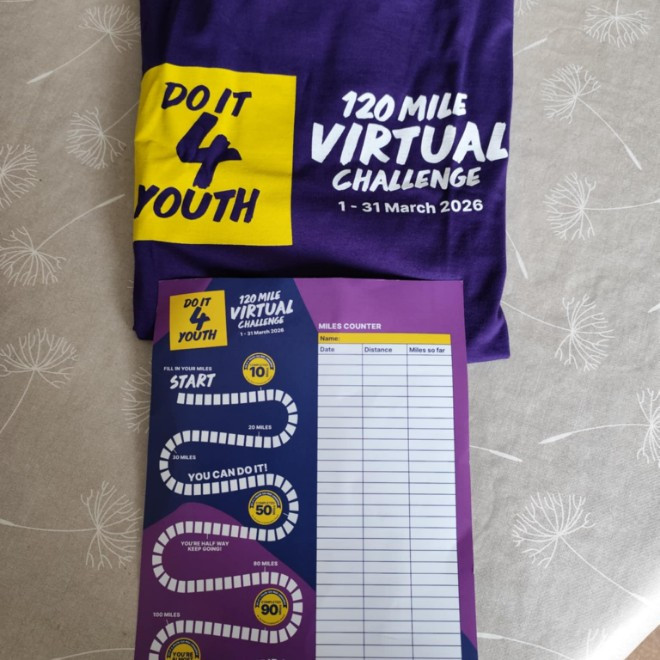 DO IT
4
YOUTH
120 MILE
VIRTUAL
CHALLENGE
1 - 31 March 2026
DO IT
4
YOUTH
120 MILE
VIRTUAL
CHALLENGE
1 - 31 March 2026
MILES COUNTER
Name:
Date Distance Miles so far
FILL IN YOUR MILES
START
10
20 MILES
30 MILES
YOU CAN DO IT!
50
YOU'RE HALF WAY
KEEP GOING!
80 MILES
90
100 MILES
YOU'RE